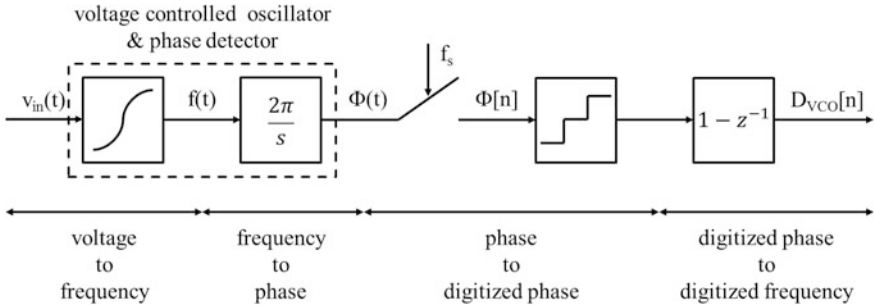 voltage controlled oscillator
& phase detector
v_in(t)
f(t)
2π
s
Φ(t)
f_s
Φ[n]
1 − z⁻¹
D_VCO[n]
voltage
to
frequency
frequency
to
phase
phase
to
digitized phase
digitized phase
to
digitized frequency